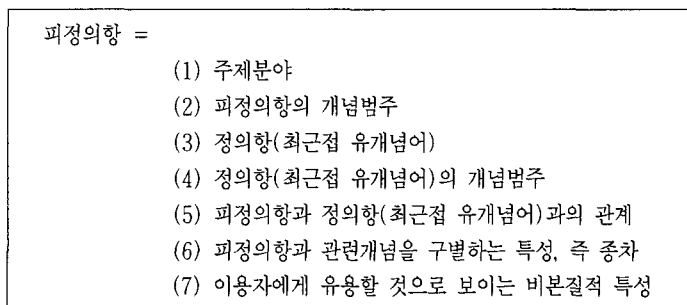 피정의항 =
(1) 주제분야
(2) 피정의항의 개념범주
(3) 정의항(최근접 유개념어)
(4) 정의항(최근접 유개념어)의 개념범주
(5) 피정의항과 정의항(최근접 유개념어)과의 관계
(6) 피정의항과 관련개념을 구별하는 특성, 즉 종차
(7) 이용자에게 유용할 것으로 보이는 비본질적 특성